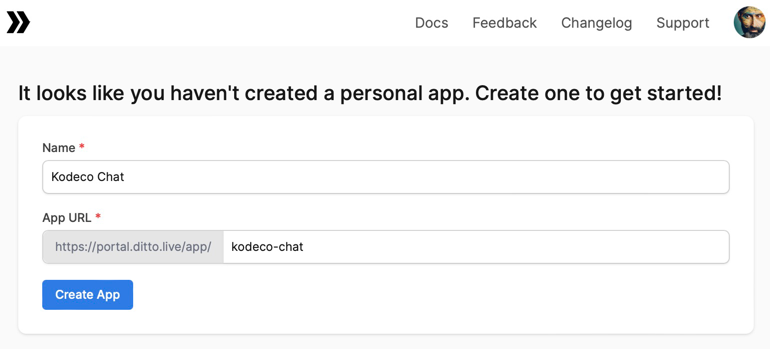 Docs Feedback Changelog Support
It looks like you haven't created a personal app. Create one to get started!
Name *
Kodeco Chat
App URL *
https://portal.ditto.live/app/ kodeco-chat
Create App